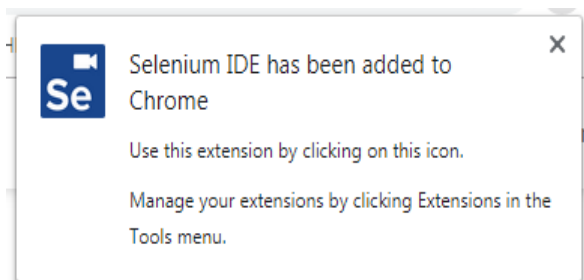 Se
Selenium IDE has been added to
Chrome
Use this extension by clicking on this icon.
Manage your extensions by clicking Extensions in the
Tools menu.